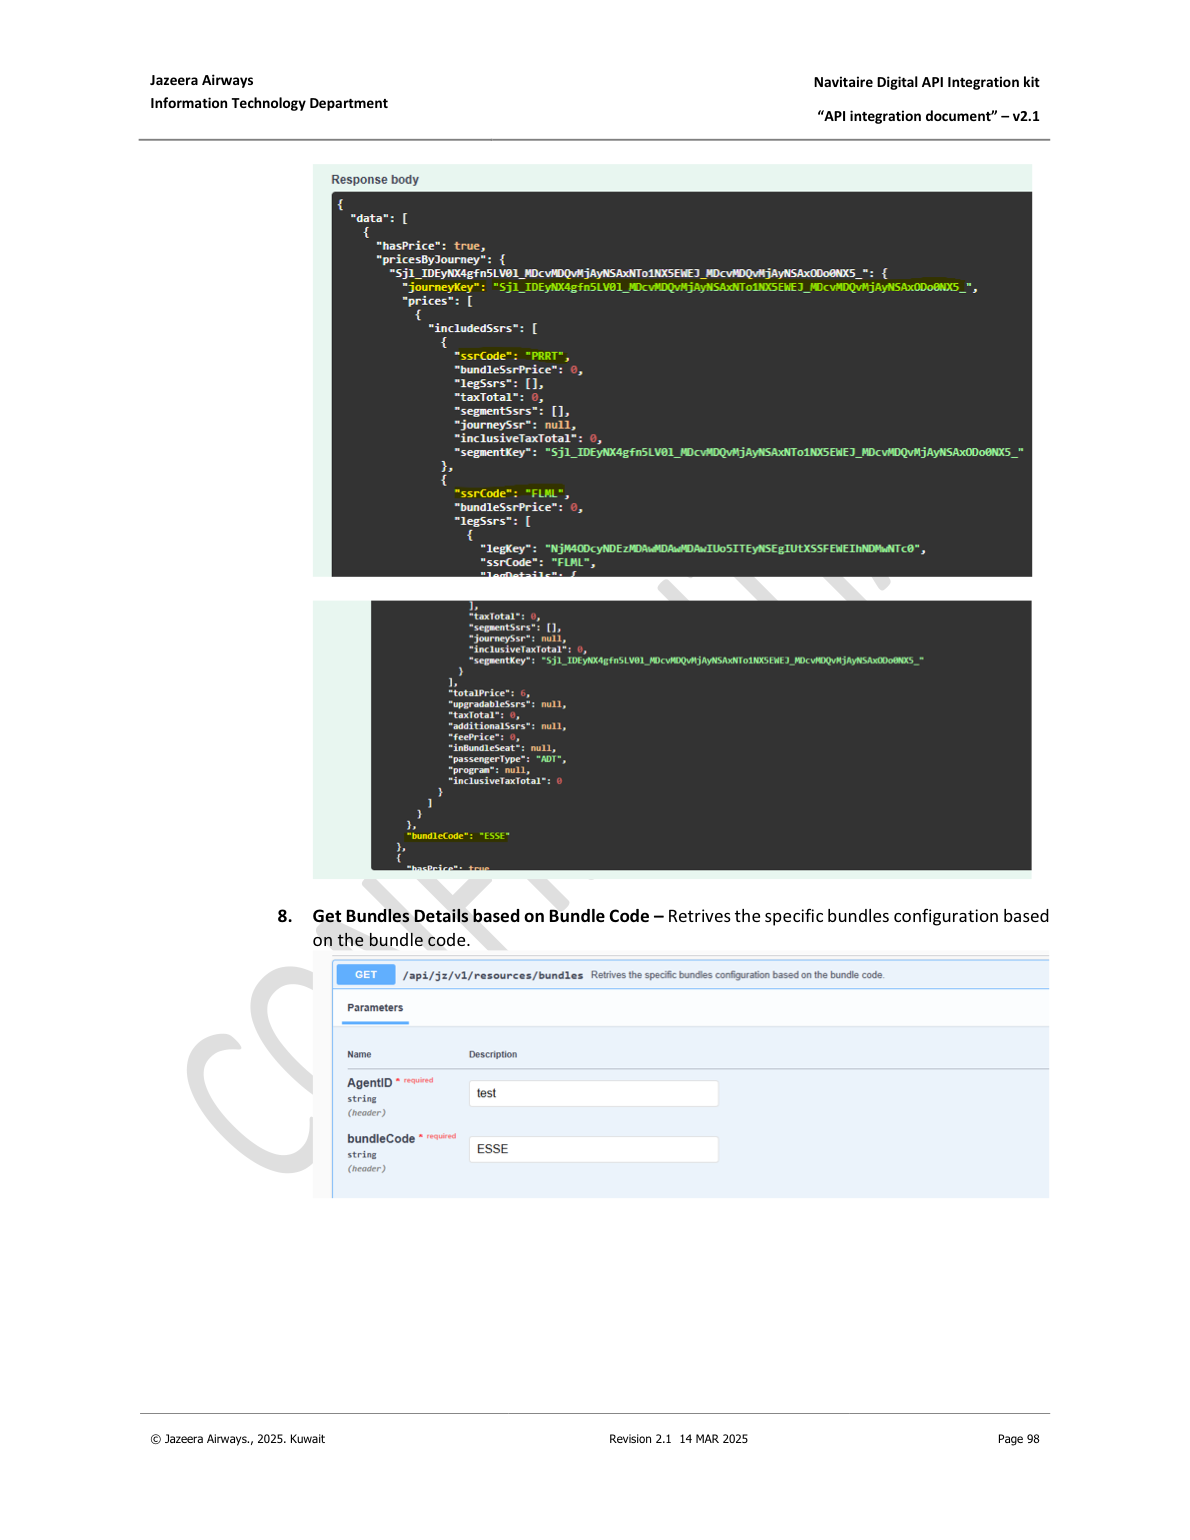 Jazeera Airways
Information Technology Department
Navitaire Digital API Integration kit
“API integration document” – v2.1
Response body
{
"data": [
{
"hasPrice": true,
"pricesByJourney": {
"Sjl_IDEyNX4gfn5LV0l_MDcvMDQvMjAyNSAxNTo1NX5EWEJ_MDcvMDQvMjAyNSAxODo0NX5_": {
"journeyKey": "Sjl_IDEyNX4gfn5LV0l_MDcvMDQvMjAyNSAxNTo1NX5EWEJ_MDcvMDQvMjAyNSAxODo0NX5_",
"prices": [
{
"includedSsrs": [
{
"ssrCode": "PRRT",
"bundleSsrPrice": 0,
"legSsrs": [],
"taxTotal": 0,
"segmentSsrs": [],
"journeySsr": null,
"inclusiveTaxTotal": 0,
"segmentKey": "Sjl_IDEyNX4gfn5LV0l_MDcvMDQvMjAyNSAxNTo1NX5EWEJ_MDcvMDQvMjAyNSAxODo0NX5_"
},
{
"ssrCode": "FLML",
"bundleSsrPrice": 0,
"legSsrs": [
{
"legKey": "NjM4ODcyNDEzMDAwMDAwMDAwIUo5ITEyNSEgIUtXSSFEWEIhNDMwNTc0",
"ssrCode": "FLML",
"legDetails": {
],
"taxTotal": 0,
"segmentSsrs": [],
"journeySsr": null,
"inclusiveTaxTotal": 0,
"segmentKey": "Sjl_IDEyNX4gfn5LV0l_MDcvMDQvMjAyNSAxNTo1NX5EWEJ_MDcvMDQvMjAyNSAxODo0NX5_"
}
],
"totalPrice": 6,
"upgradableSsrs": null,
"taxTotal": 0,
"additionalSsrs": null,
"feePrice": 0,
"inBundleSeat": null,
"passengerType": "ADT",
"program": null,
"inclusiveTaxTotal": 0
}
]
}
},
"bundleCode": "ESSE"
},
{
"hasPrice": true
8. Get Bundles Details based on Bundle Code – Retrives the specific bundles configuration based
on the bundle code.
GET /api/jz/v1/resources/bundles Retrives the specific bundles configuration based on the bundle code.
Parameters
Name Description
AgentID * required
string
(header)
test
bundleCode * required
string
(header)
ESSE
© Jazeera Airways., 2025. Kuwait Revision 2.1 14 MAR 2025 Page 98